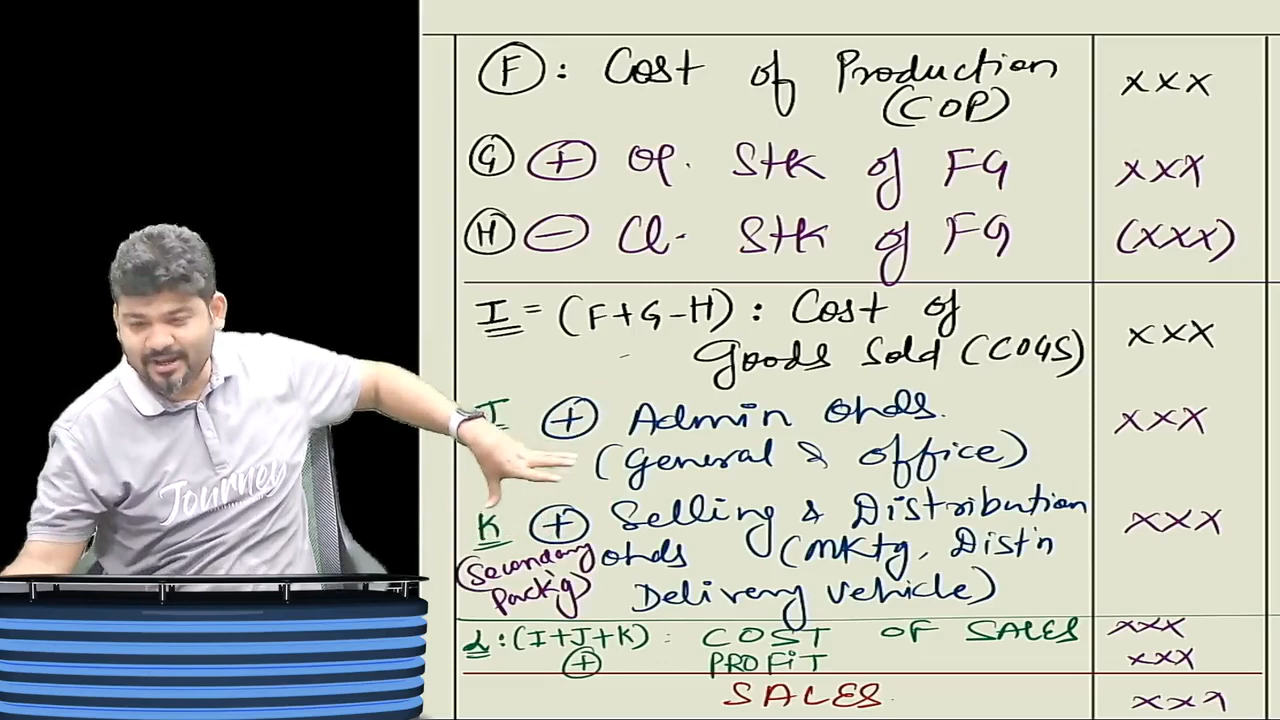 F : Cost of Production XXX
(COP)
G + Op. Stk of FG XXX
H - Cl. Stk of FG (XXX)
I = (F+G-H) : Cost of
Goods Sold (COGS) XXX
J + Admin ohds. XXX
(General & office)
K + Selling & Distribution XXX
(Secondary Pack'g) ohds (Mktg, Dist'n
Delivery vehicle)
L : (I+J+K) : COST OF SALES XXX
+ PROFIT XXX
SALES XXX
Journey